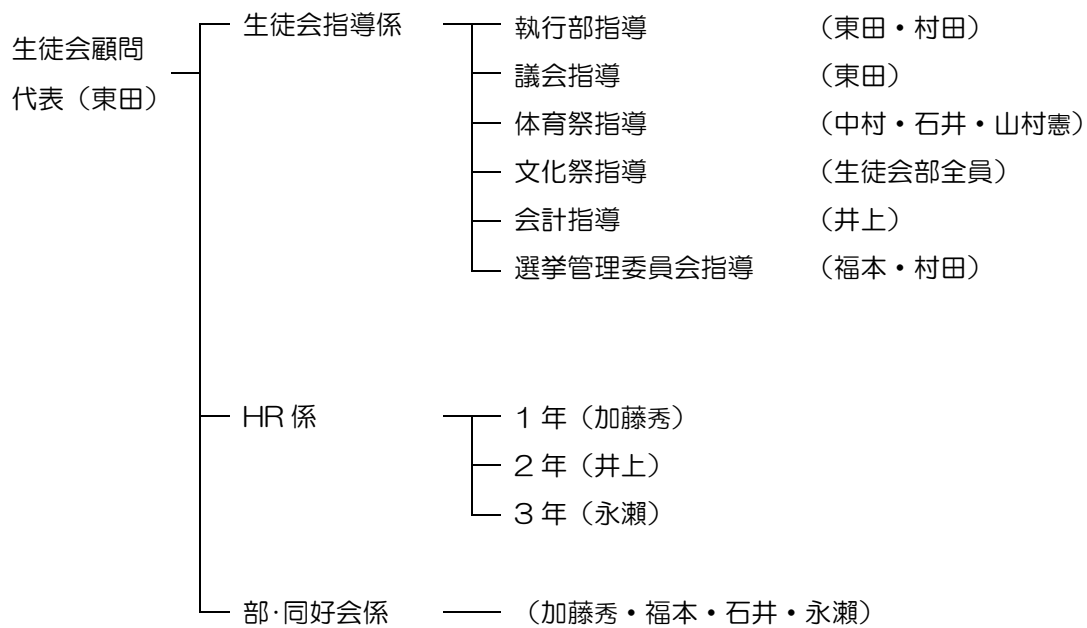 生徒会顧問
代表（東田）
生徒会指導係
執行部指導 （東田・村田）
議会指導 （東田）
体育祭指導 （中村・石井・山村憲）
文化祭指導 （生徒会部全員）
会計指導 （井上）
選挙管理委員会指導 （福本・村田）
HR係
1年（加藤秀）
2年（井上）
3年（永瀬）
部・同好会係 （加藤秀・福本・石井・永瀬）